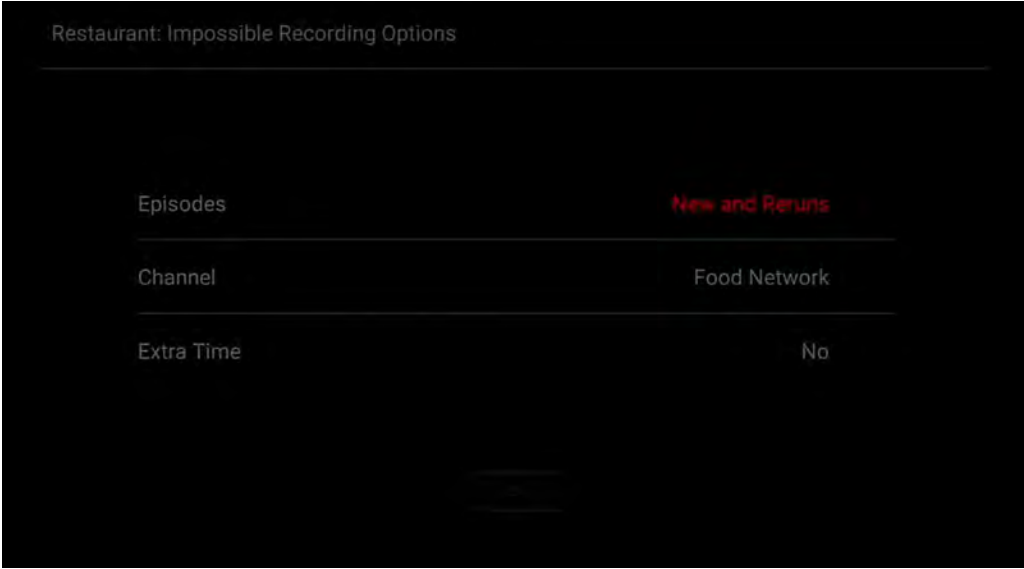 Restaurant: Impossible Recording Options
Episodes New and Reruns
Channel Food Network
Extra Time No